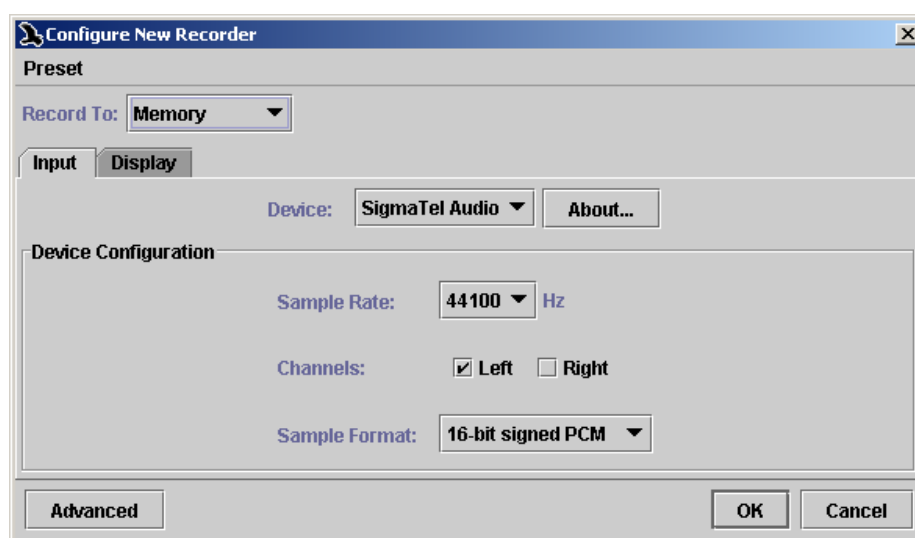 Configure New Recorder
Preset
Record To: Memory
Input Display
Device: SigmaTel Audio About...
Device Configuration
Sample Rate: 44100 Hz
Channels: Left Right
Sample Format: 16-bit signed PCM
Advanced OK Cancel